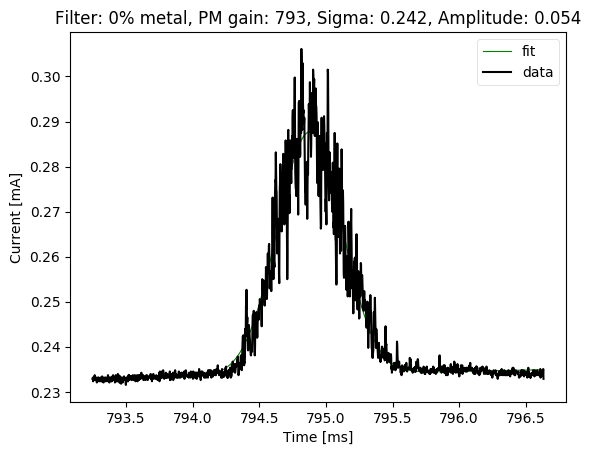 Filter: 0% metal, PM gain: 793, Sigma: 0.242, Amplitude: 0.054
fit
data
0.30
0.29
0.28
0.27
0.26
0.25
0.24
0.23
Current [mA]
793.5 794.0 794.5 794.8 795.0 795.5 796.0 796.5
Time [ms]